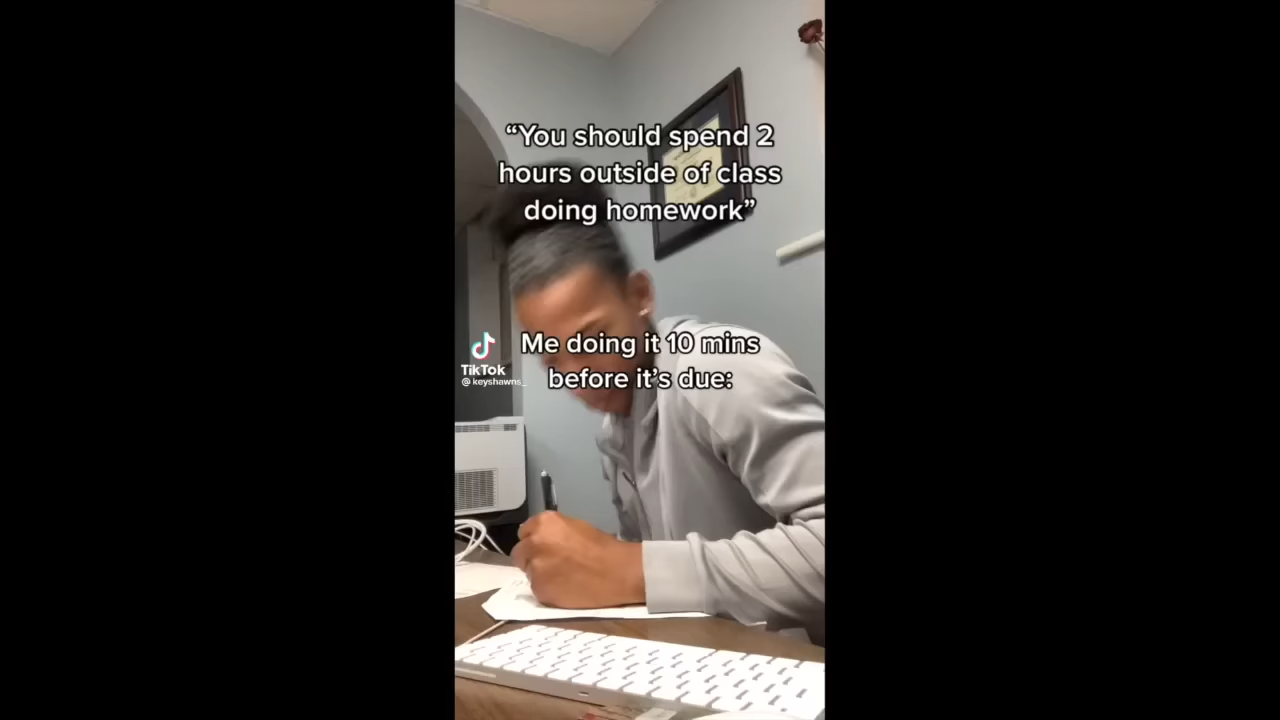 “You should spend 2
hours outside of class
doing homework”
Me doing it 10 mins
before it’s due:
TikTok
@keyshawns_